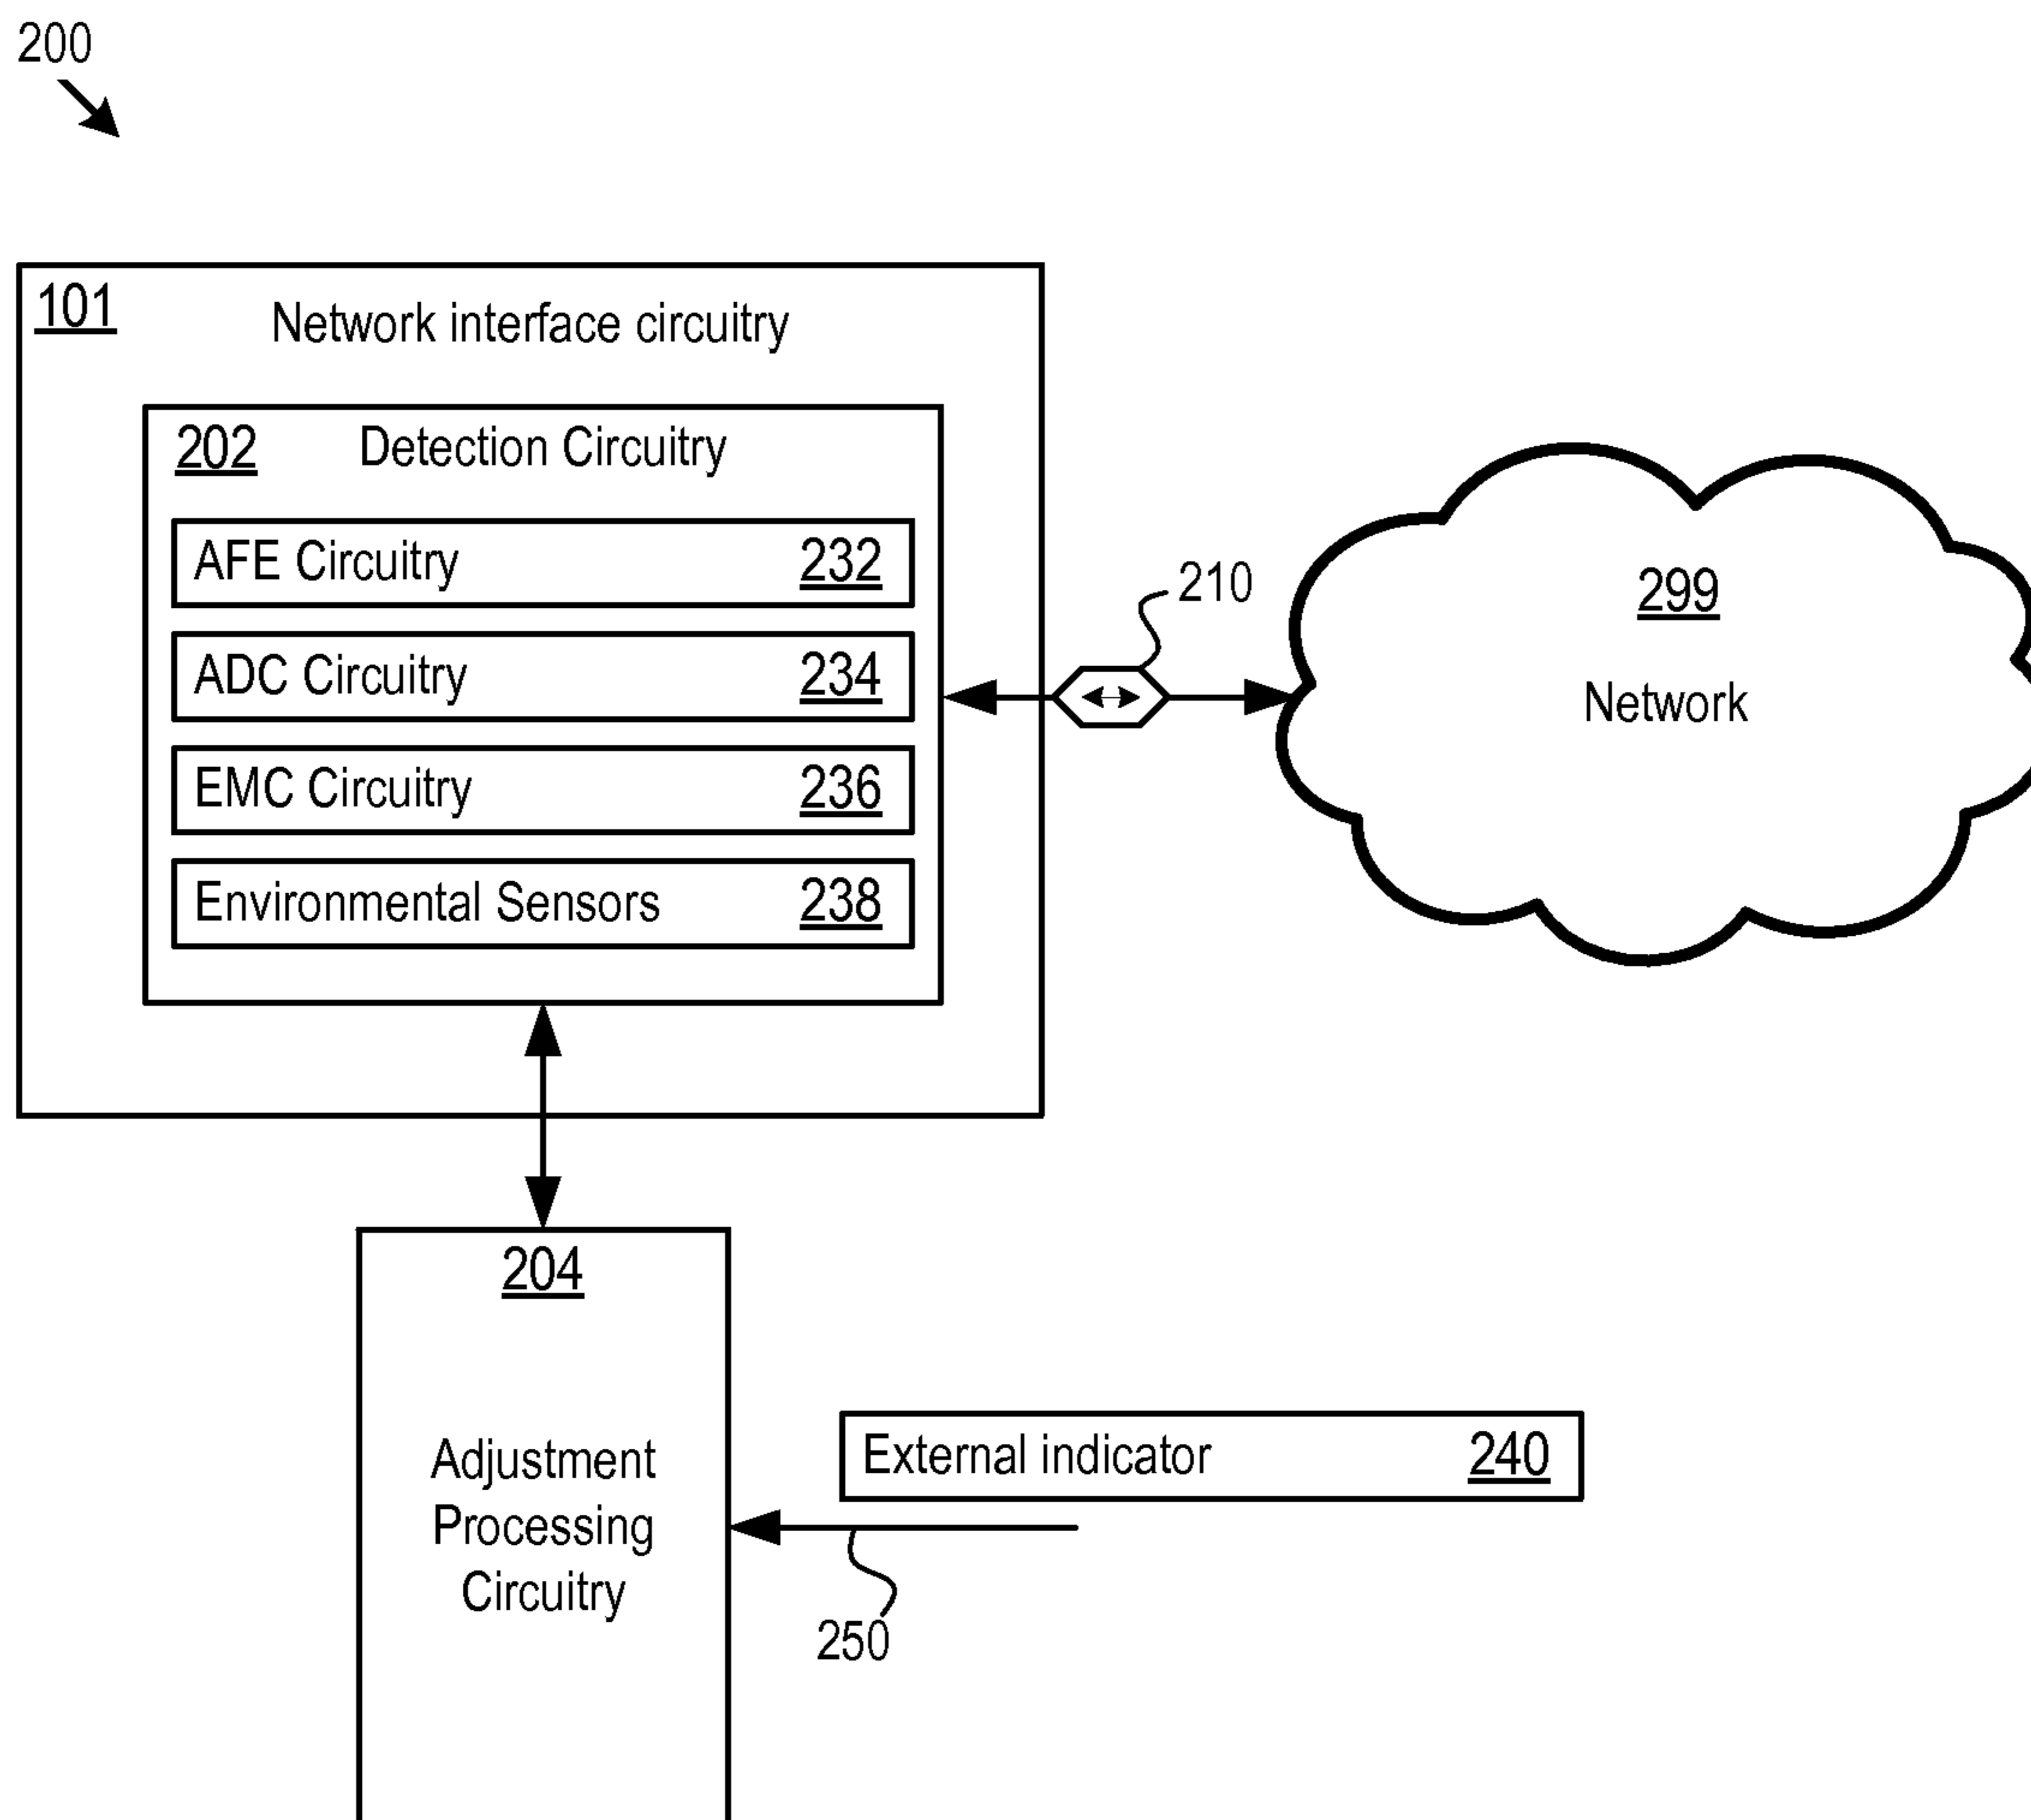 200
101 Network interface circuitry
202 Detection Circuitry
AFE Circuitry 232
ADC Circuitry 234
EMC Circuitry 236
Environmental Sensors 238
210
299
Network
204
Adjustment
Processing
Circuitry
External indicator 240
250